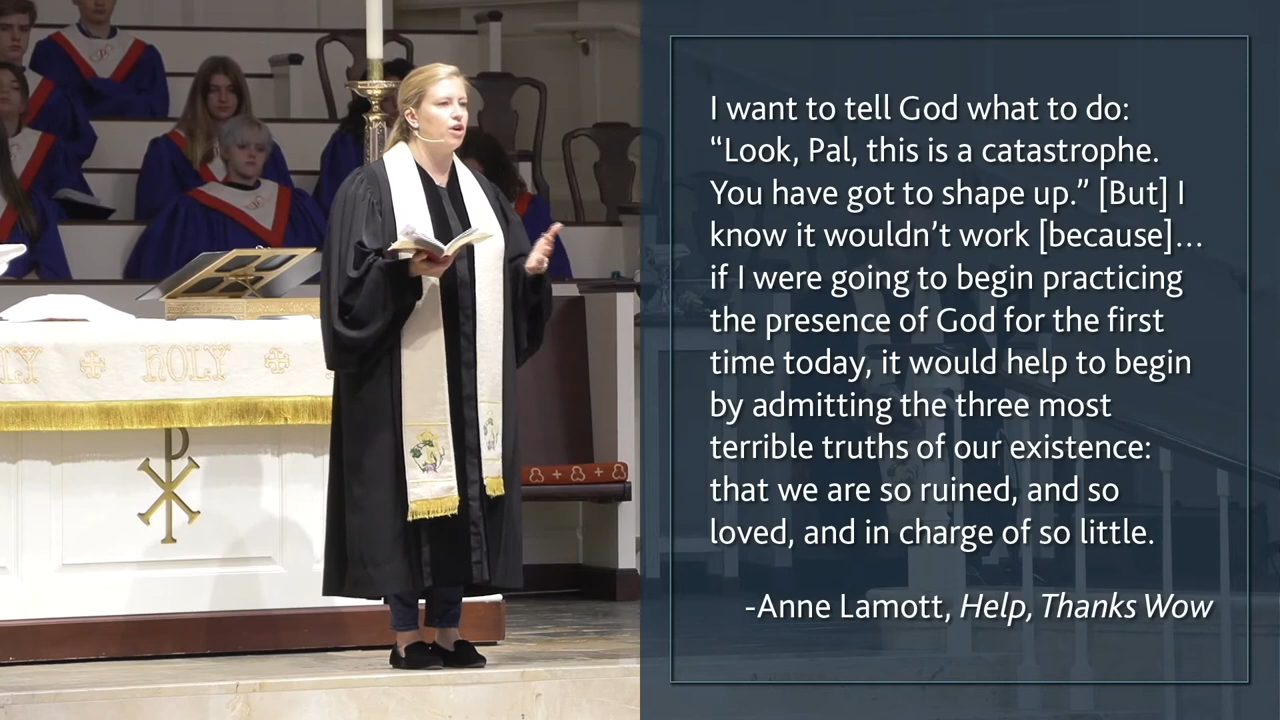 LY HOLY
I want to tell God what to do:
“Look, Pal, this is a catastrophe.
You have got to shape up.” [But] I
know it wouldn’t work [because]…
if I were going to begin practicing
the presence of God for the first
time today, it would help to begin
by admitting the three most
terrible truths of our existence:
that we are so ruined, and so
loved, and in charge of so little.
-Anne Lamott, Help, Thanks Wow